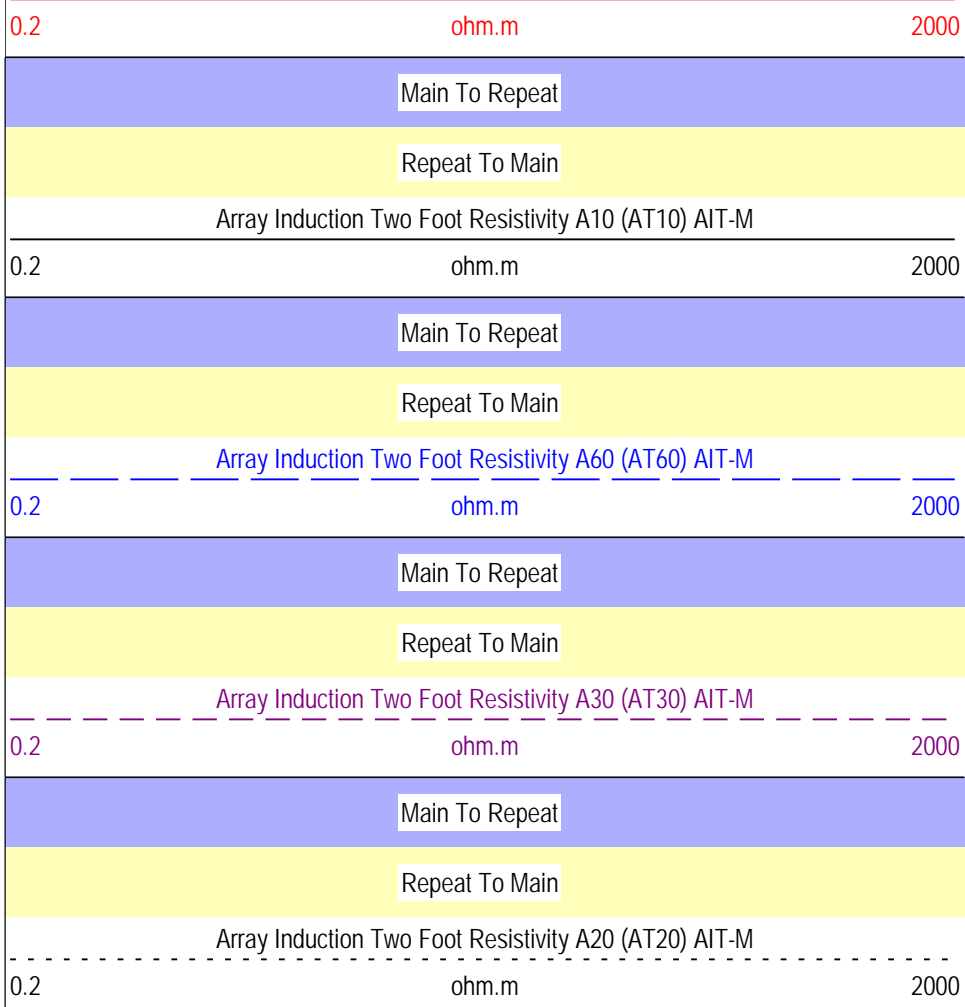 0.2 ohm.m 2000
Main To Repeat
Repeat To Main
Array Induction Two Foot Resistivity A10 (AT10) AIT-M
0.2 ohm.m 2000
Main To Repeat
Repeat To Main
Array Induction Two Foot Resistivity A60 (AT60) AIT-M
0.2 ohm.m 2000
Main To Repeat
Repeat To Main
Array Induction Two Foot Resistivity A30 (AT30) AIT-M
0.2 ohm.m 2000
Main To Repeat
Repeat To Main
Array Induction Two Foot Resistivity A20 (AT20) AIT-M
0.2 ohm.m 2000